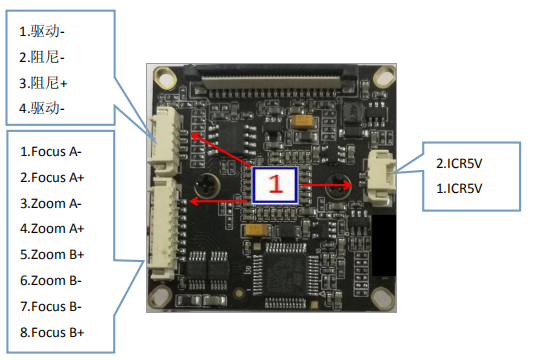 1.驱动-
2.阻尼-
3.阻尼+
4.驱动-
1.Focus A-
2.Focus A+
3.Zoom A-
4.Zoom A+
5.Zoom B+
6.Zoom B-
7.Focus B-
8.Focus B+
1
2.ICR5V
1.ICR5V